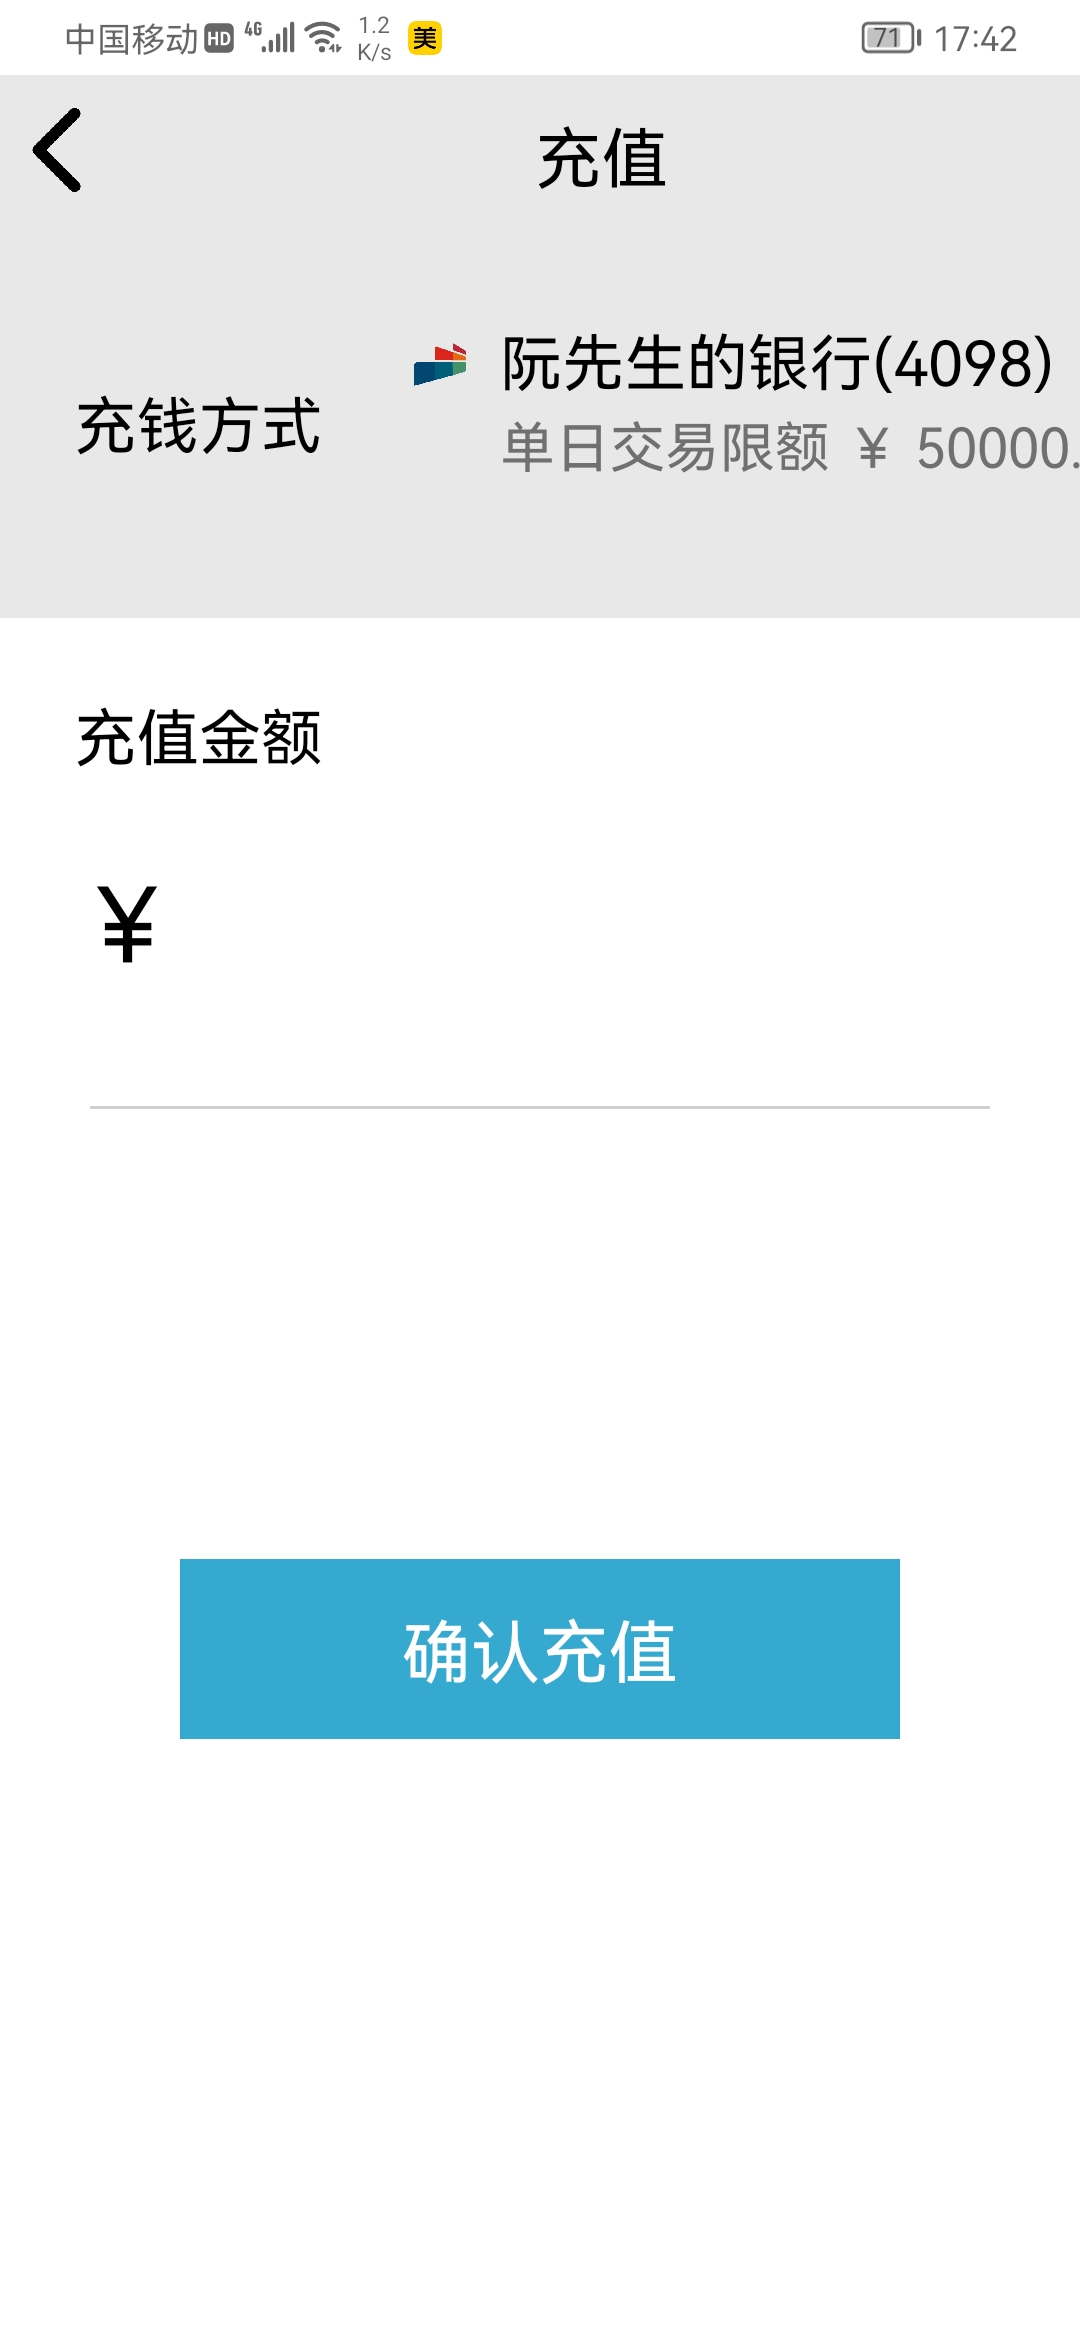 中国移动 HD 4G 1.2 K/s 美 71 17:42
充值
阮先生的银行(4098)
充钱方式
单日交易限额 ¥ 50000.
充值金额
¥
确认充值